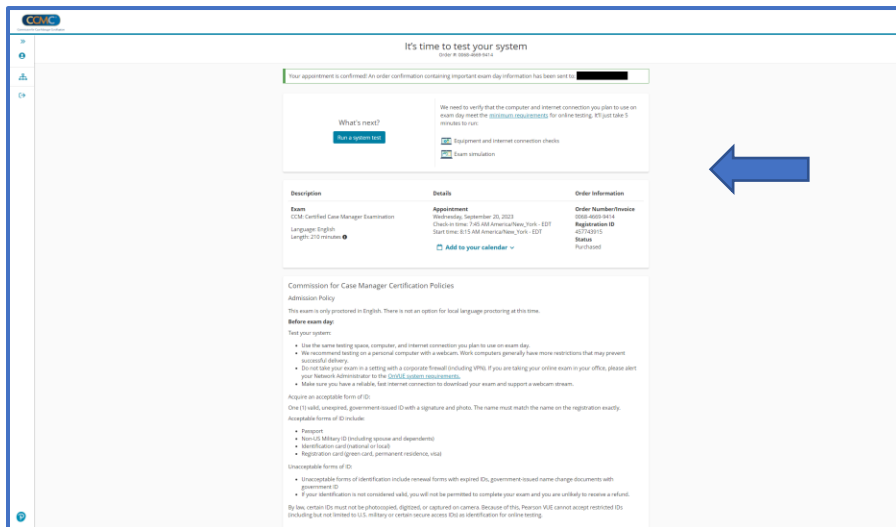 CCMC
It's time to test your system
Order #: 0068-4669-9414
Your appointment is confirmed! An order confirmation containing important exam day information has been sent to:
What's next?
Run a system test
We need to verify that the computer and internet connection you plan to use on
exam day meet the minimum requirements for online testing. It'll just take 5
minutes to run:
Equipment and internet connection checks
Exam simulation
Description
Details
Order Information
Exam
CCM: Certified Case Manager Examination
Language: English
Length: 210 minutes
Appointment
Wednesday, September 20, 2023
Check-in time: 7:45 AM America/New_York - EDT
Start time: 8:15 AM America/New_York - EDT
Add to your calendar
Order Number/Invoice
0068-4669-9414
Registration ID
457743915
Status
Purchased
Commission for Case Manager Certification Policies
Admission Policy
This exam is only proctored in English. There is not an option for local language proctoring at this time.
Before exam day:
Test your system:
• Use the same testing space, computer, and internet connection you plan to use on exam day.
• We recommend testing on a personal computer with a webcam. Work computers generally have more restrictions that may prevent
successful delivery.
• Do not take your exam in a setting with a corporate firewall (including VPN). If you are taking your online exam in your office, please alert
your Network Administrator to the OnVUE system requirements.
• Make sure you have a reliable, fast internet connection to download your exam and support a webcam stream.
Acquire an acceptable form of ID:
One (1) valid, unexpired, government-issued ID with a signature and photo. The name must match the name on the registration exactly.
Acceptable forms of ID include:
• Passport
• Non-US Military ID (including spouse and dependents)
• Identification card (national or local)
• Registration card (green card, permanent residence, visa)
Unacceptable forms of ID:
• Unacceptable forms of identification include renewal forms with expired IDs, government-issued name change documents with
government ID
• If your identification is not considered valid, you will not be permitted to complete your exam and you are unlikely to receive a refund.
By law, certain IDs must not be photocopied, digitized, or captured on camera. Because of this, Pearson VUE cannot accept restricted IDs
(including but not limited to U.S. military or certain secure access IDs) as identification for online testing.